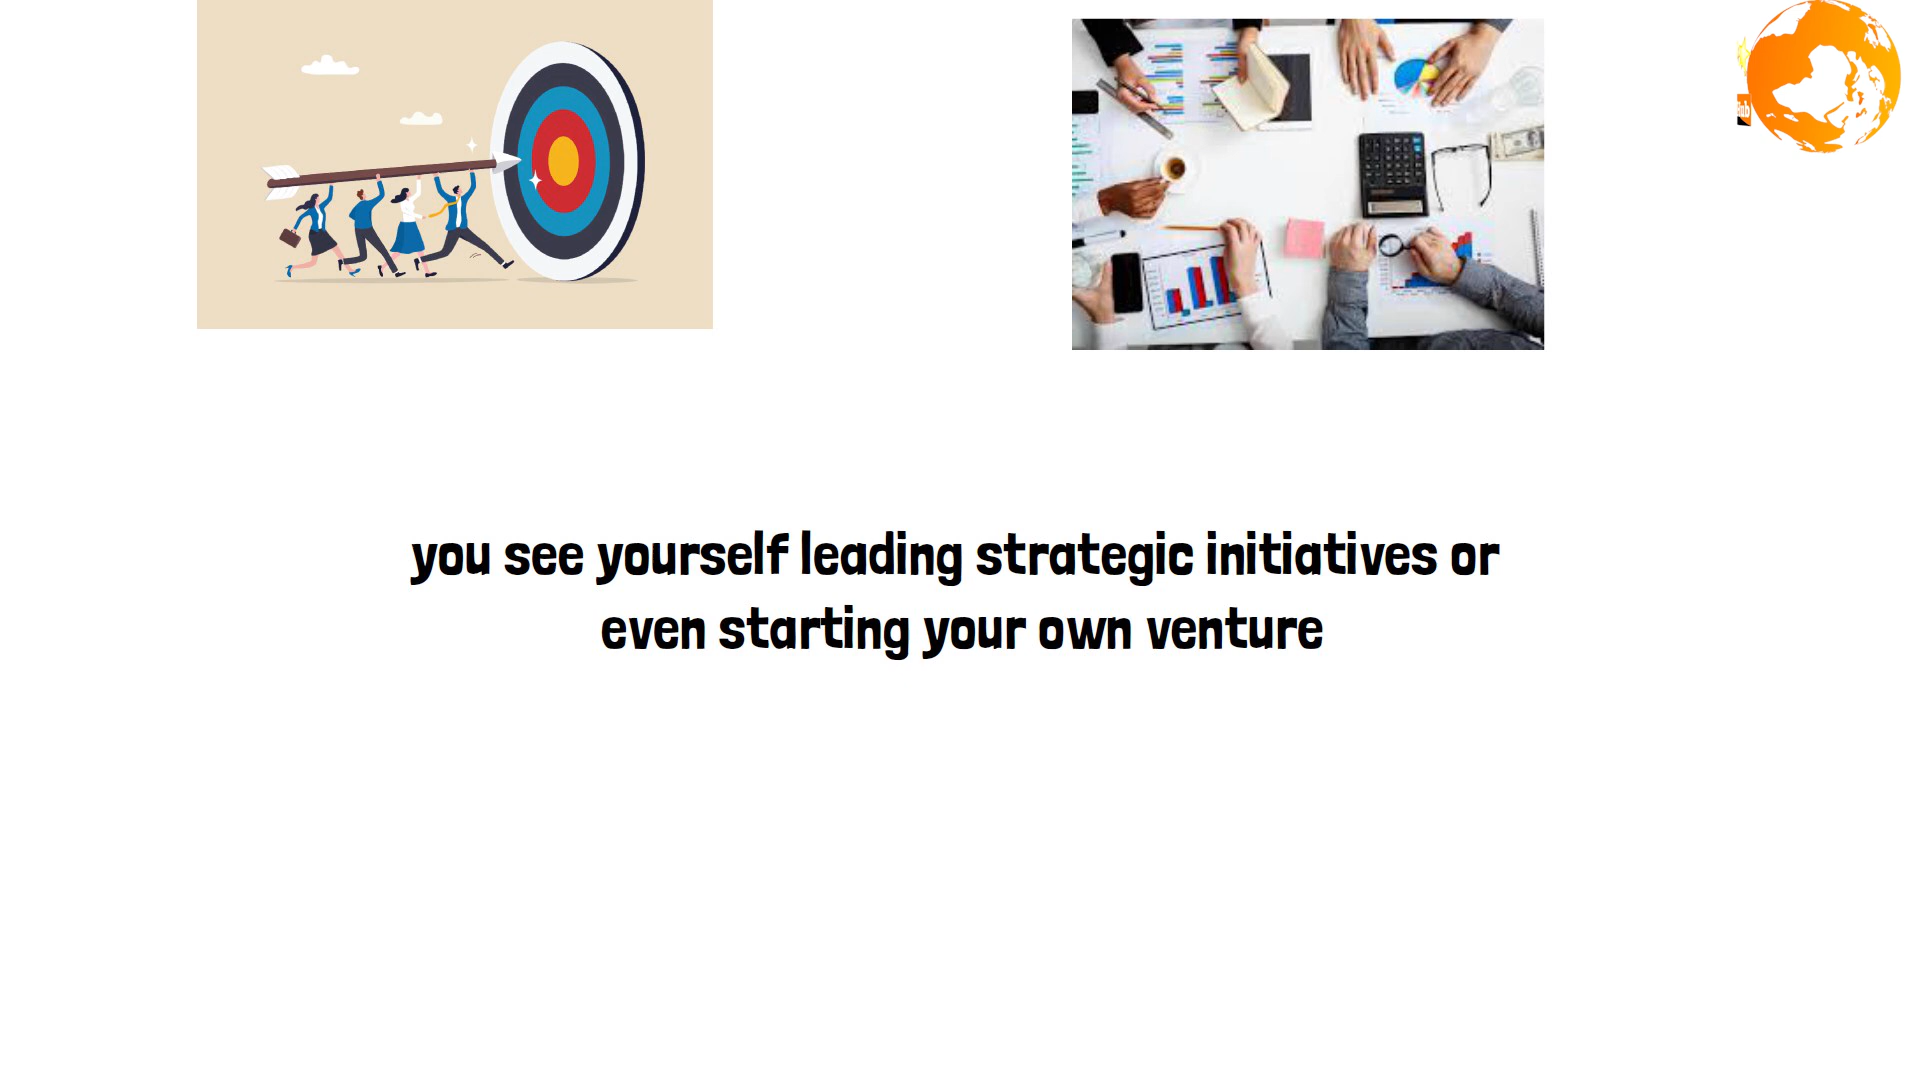 you see yourself leading strategic initiatives or
even starting your own venture